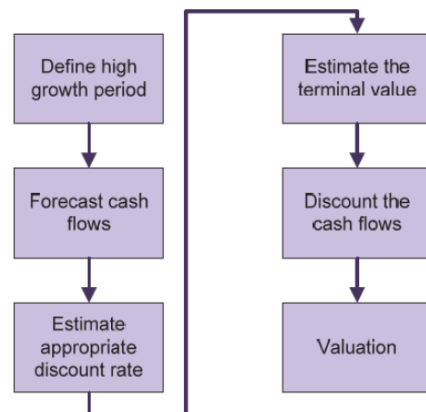 Define high
growth period
Forecast cash
flows
Estimate
appropriate
discount rate
Estimate the
terminal value
Discount the
cash flows
Valuation